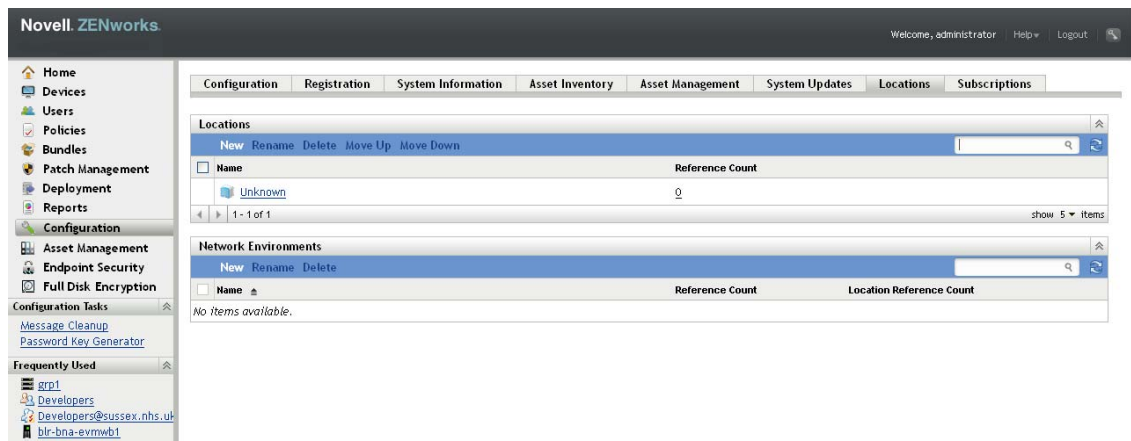 Novell ZENworks
Welcome, administrator Help Logout
Home
Devices
Users
Policies
Bundles
Patch Management
Deployment
Reports
Configuration
Asset Management
Endpoint Security
Full Disk Encryption
Configuration Tasks
Message Cleanup
Password Key Generator
Frequently Used
grp1
Developers
Developers@sussex.nhs.uk
blr-bna-evmwb1
Configuration Registration System Information Asset Inventory Asset Management System Updates Locations Subscriptions
Locations
New Rename Delete Move Up Move Down
Name Reference Count
Unknown 0
1 - 1 of 1 show 5 items
Network Environments
New Rename Delete
Name Reference Count Location Reference Count
No items available.